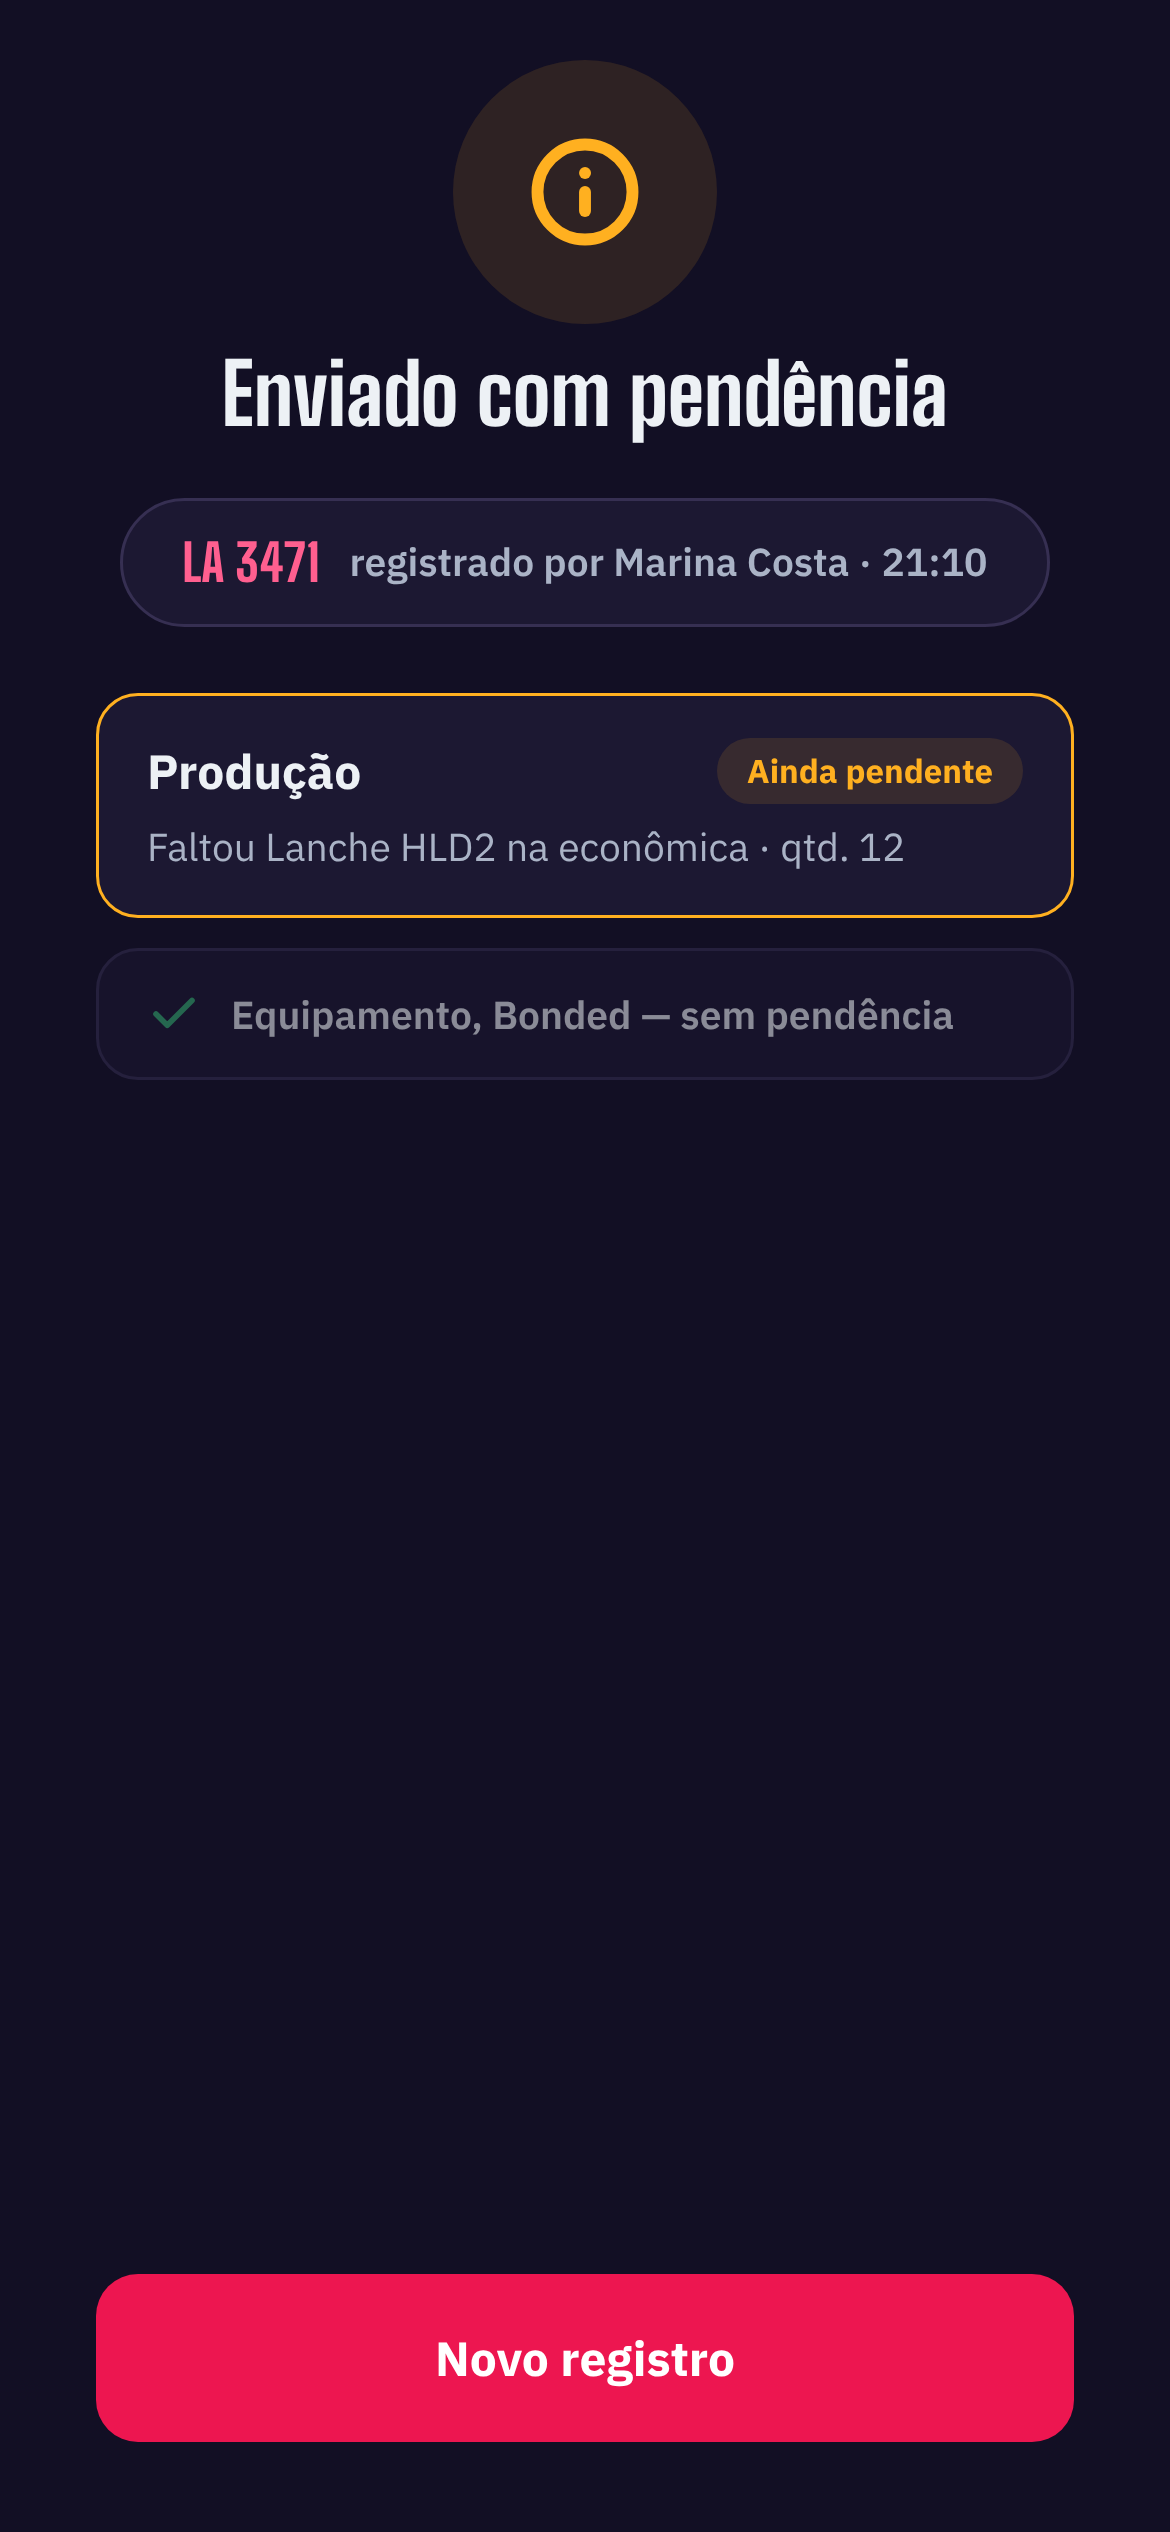 Enviado com pendência
LA 3471 registrado por Marina Costa · 21:10
Produção
Ainda pendente
Faltou Lanche HLD2 na econômica · qtd. 12
Equipamento, Bonded — sem pendência
Novo registro